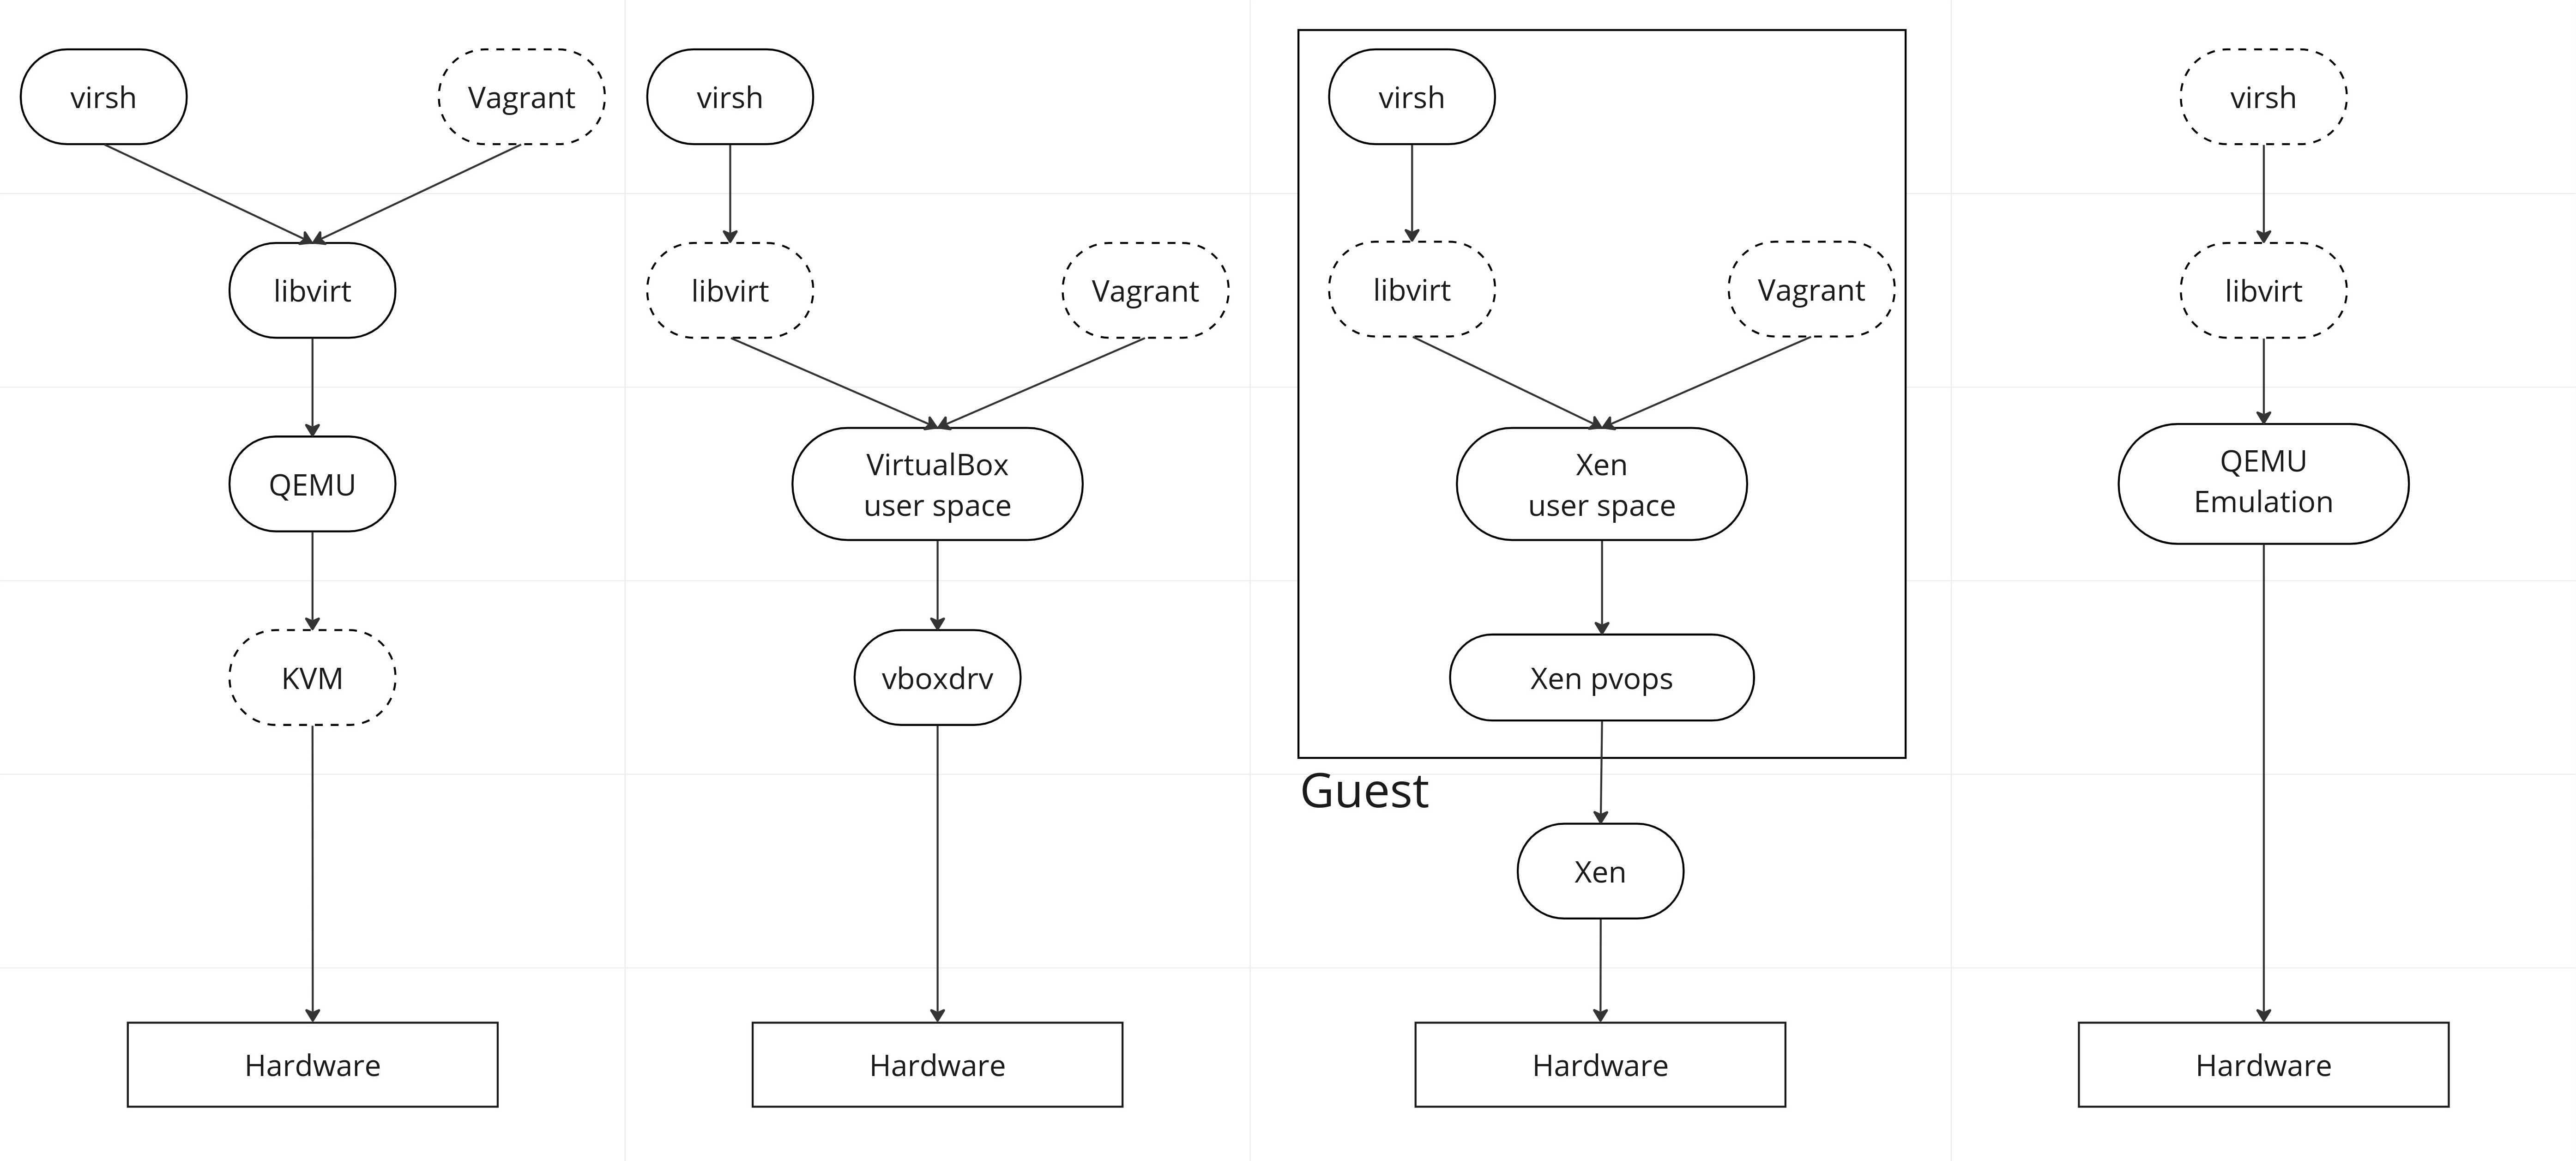 virsh
Vagrant
libvirt
QEMU
KVM
Hardware
virsh
libvirt
Vagrant
VirtualBox
user space
vboxdrv
Hardware
virsh
libvirt
Vagrant
Xen
user space
Xen pvops
Guest
Xen
Hardware
virsh
libvirt
QEMU
Emulation
Hardware